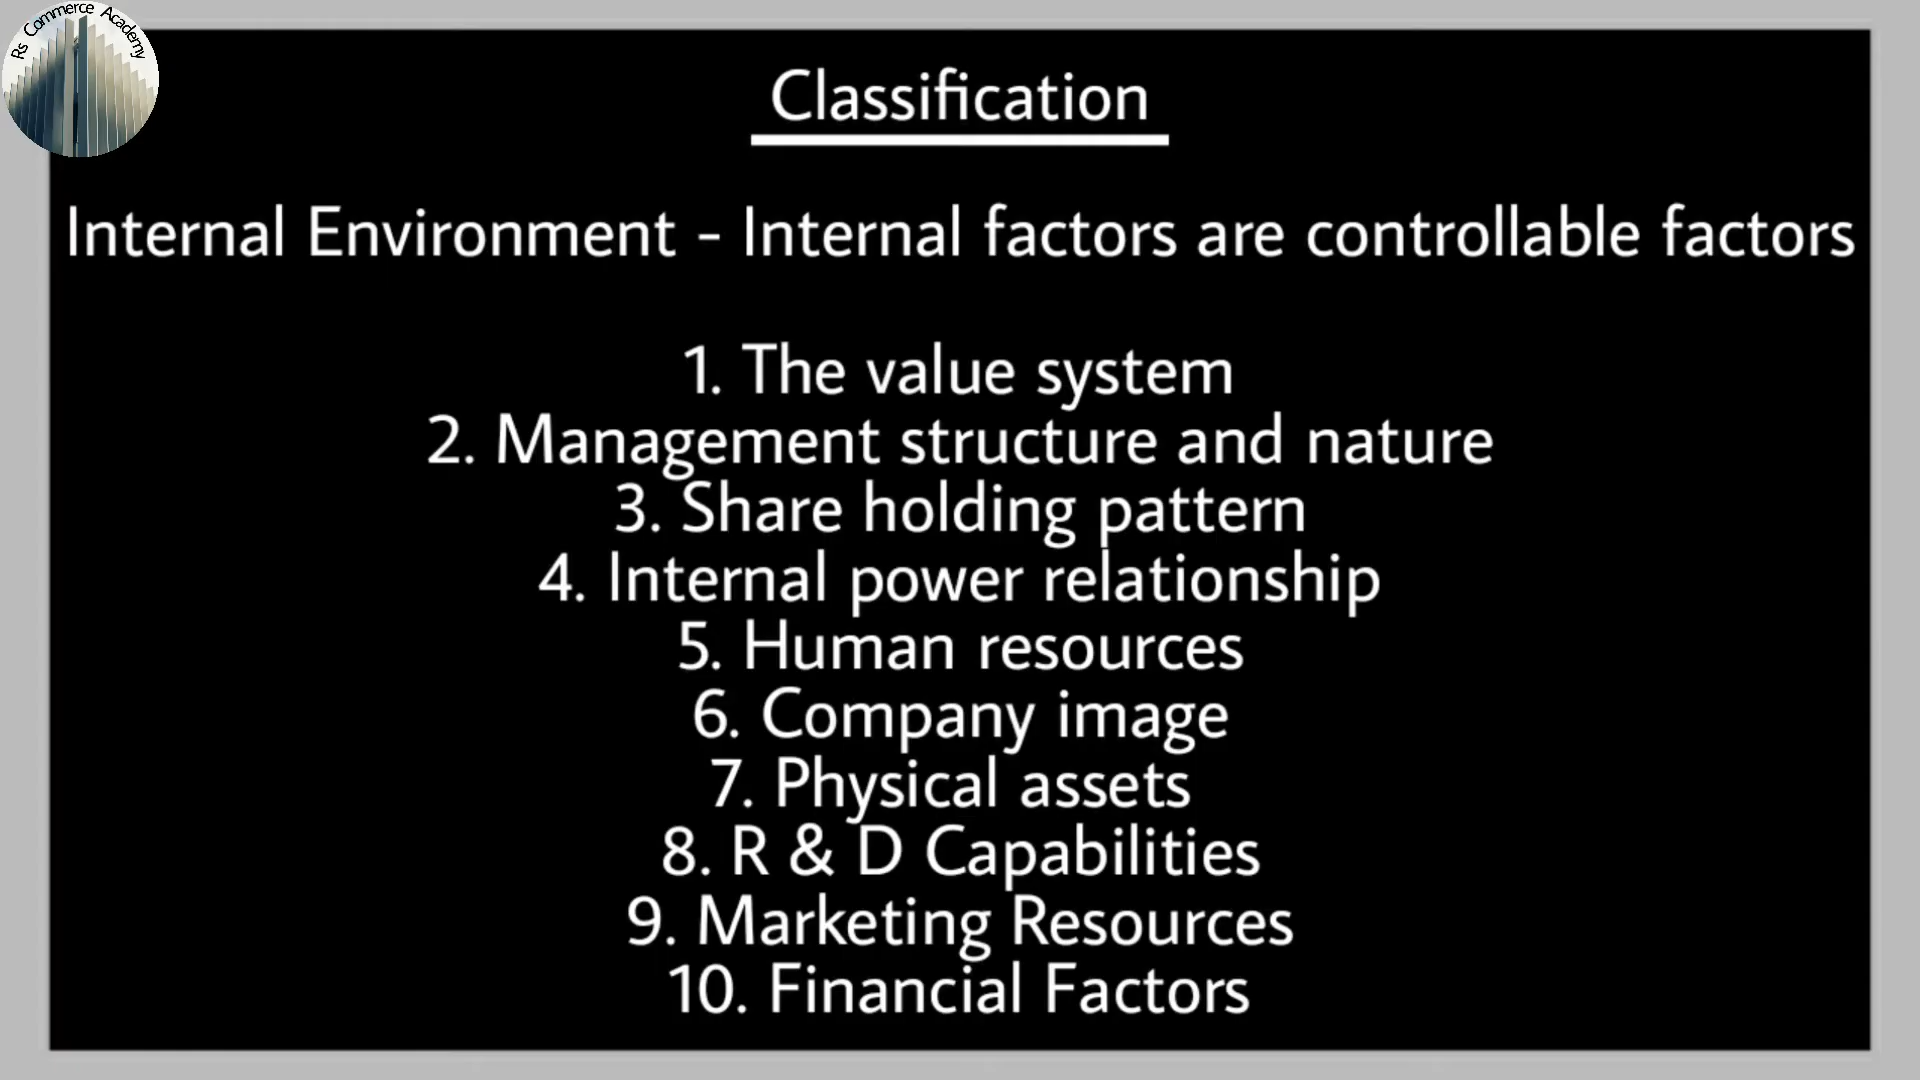 Rs Commerce Academy
Classification
Internal Environment - Internal factors are controllable factors
1. The value system
2. Management structure and nature
3. Share holding pattern
4. Internal power relationship
5. Human resources
6. Company image
7. Physical assets
8. R & D Capabilities
9. Marketing Resources
10. Financial Factors